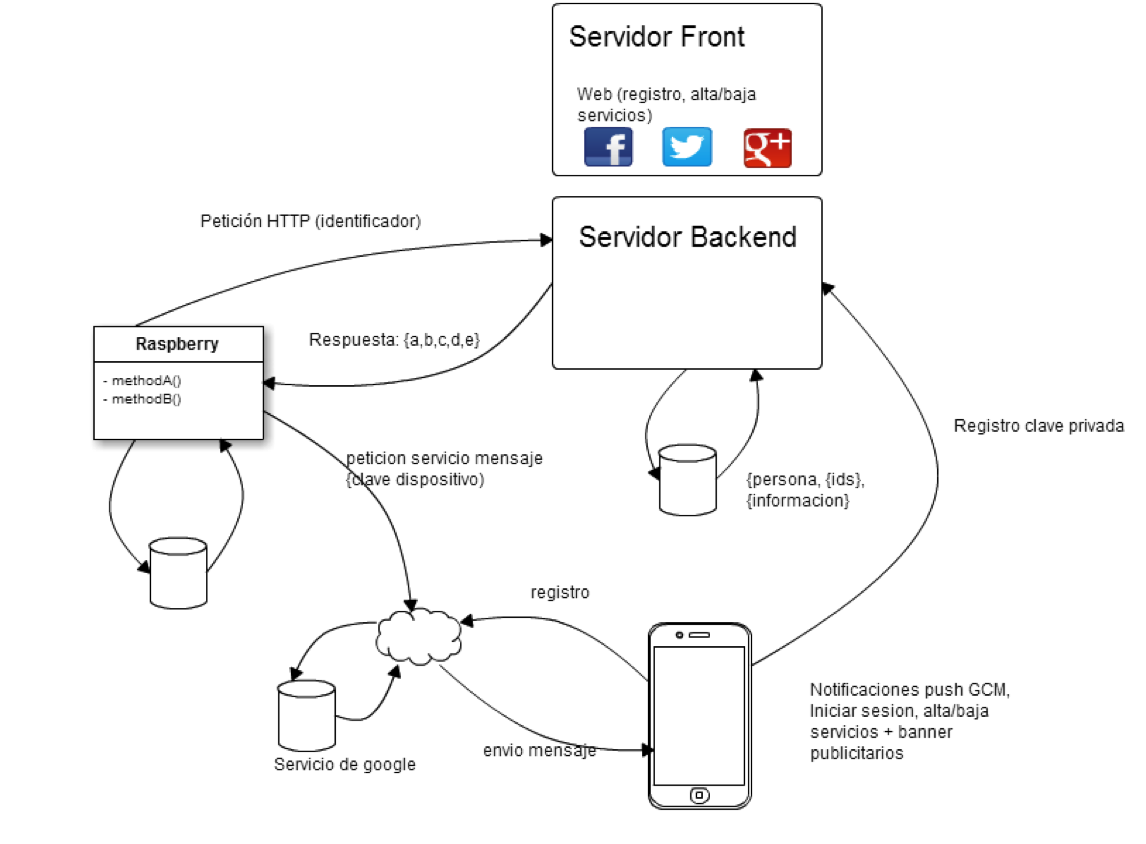 Servidor Front
Web (registro, alta/baja
servicios)
f
g+
Petición HTTP (identificador)
Servidor Backend
Raspberry
- methodA()
- methodB()
Respuesta: {a,b,c,d,e}
Registro clave privada
peticion servicio mensaje
{clave dispositivo)
{persona, {ids},
{informacion}
registro
Notificaciones push GCM,
Iniciar sesion, alta/baja
servicios + banner
publicitarios
envio mensaje
Servicio de google